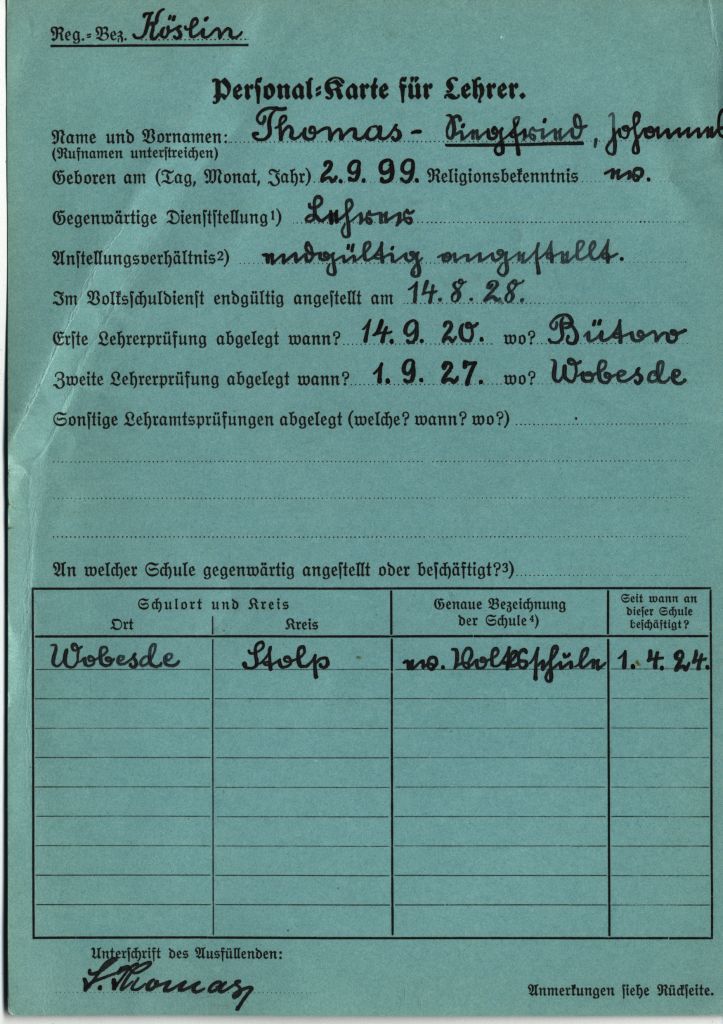 Reg.-Bez. Köslin
Personal-Karte für Lehrer.
Name und Vornamen: Thomas - Siegfried, Johannes
(Rufnamen unterstreichen)
Geboren am (Tag, Monat, Jahr) 2.9.99. Religionsbekenntnis ev.
Gegenwärtige Dienststellung¹) Lehrer
Anstellungsverhältnis²) endgültig angestellt.
Im Volksschuldienst endgültig angestellt am 14.8.28.
Erste Lehrerprüfung abgelegt wann? 14.9.20. wo? Bütow
Zweite Lehrerprüfung abgelegt wann? 1.9.27. wo? Wobesde
Sonstige Lehramtsprüfungen abgelegt (welche? wann? wo?)
An welcher Schule gegenwärtig angestellt oder beschäftigt?³)
Schulort und Kreis
Ort Kreis
Genaue Bezeichnung
der Schule⁴)
Seit wann an
dieser Schule
beschäftigt?
Wobesde Stolp ev. Volksschule 1.4.24.
Unterschrift des Ausfüllenden:
S. Thomas
Anmerkungen siehe Rückseite.